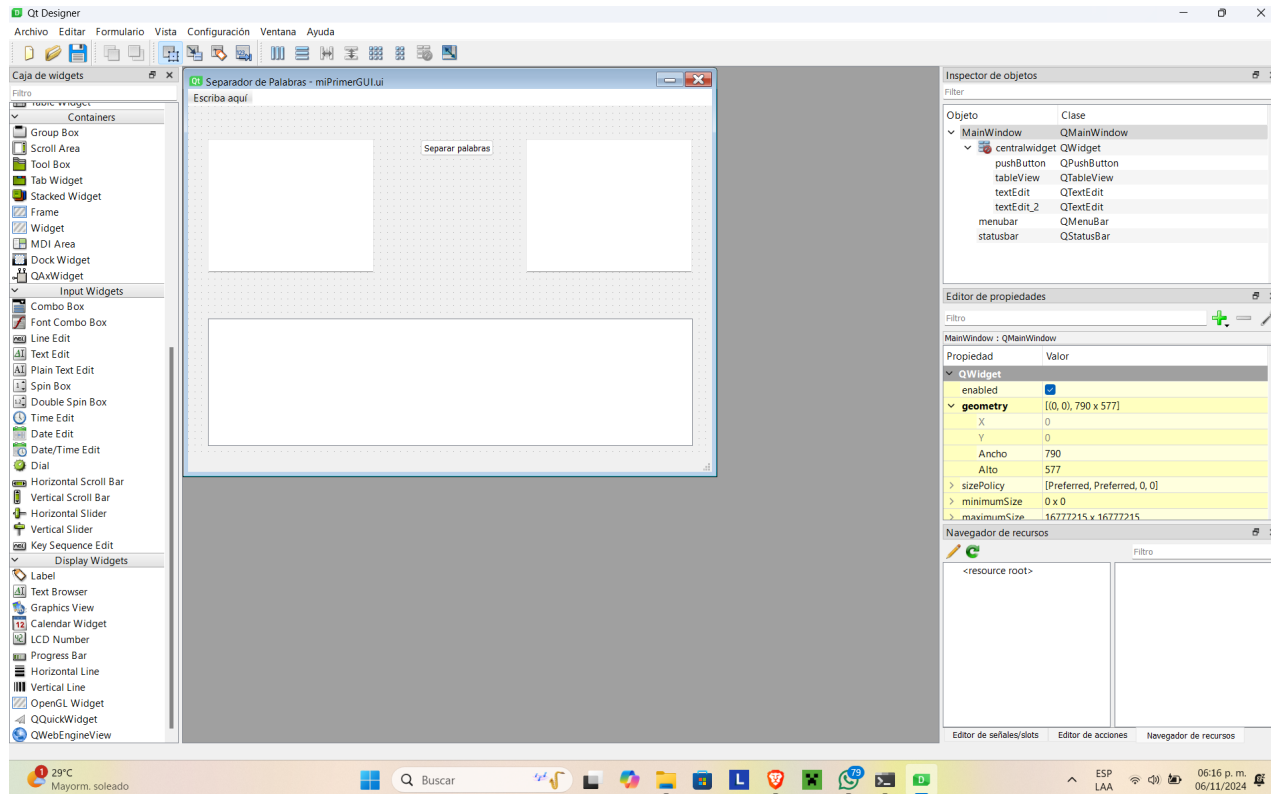 Qt Designer
Archivo Editar Formulario Vista Configuración Ventana Ayuda
Caja de widgets
Filtro
Table Widget
Containers
Group Box
Scroll Area
Tool Box
Tab Widget
Stacked Widget
Frame
Widget
MDI Area
Dock Widget
QAxWidget
Input Widgets
Combo Box
Font Combo Box
Line Edit
Text Edit
Plain Text Edit
Spin Box
Double Spin Box
Time Edit
Date Edit
Date/Time Edit
Dial
Horizontal Scroll Bar
Vertical Scroll Bar
Horizontal Slider
Vertical Slider
Key Sequence Edit
Display Widgets
Label
Text Browser
Graphics View
Calendar Widget
LCD Number
Progress Bar
Horizontal Line
Vertical Line
OpenGL Widget
QQuickWidget
QWebEngineView
Separador de Palabras - miPrimerGUI.ui
Escriba aquí
Separar palabras
Inspector de objetos
Filter
Objeto Clase
MainWindow QMainWindow
centralwidget QWidget
pushButton QPushButton
tableView QTableView
textEdit QTextEdit
textEdit_2 QTextEdit
menubar QMenuBar
statusbar QStatusBar
Editor de propiedades
Filtro
MainWindow : QMainWindow
Propiedad Valor
QWidget
enabled
geometry [(0, 0), 790 x 577]
X 0
Y 0
Ancho 790
Alto 577
sizePolicy [Preferred, Preferred, 0, 0]
minimumSize 0 x 0
maximumSize 16777215 x 16777215
Navegador de recursos
Filtro
<resource root>
Editor de señales/slots Editor de acciones Navegador de recursos
1
29°C
Mayorm. soleado
Buscar
L
79
D
ESP
LAA
06:16 p. m.
06/11/2024